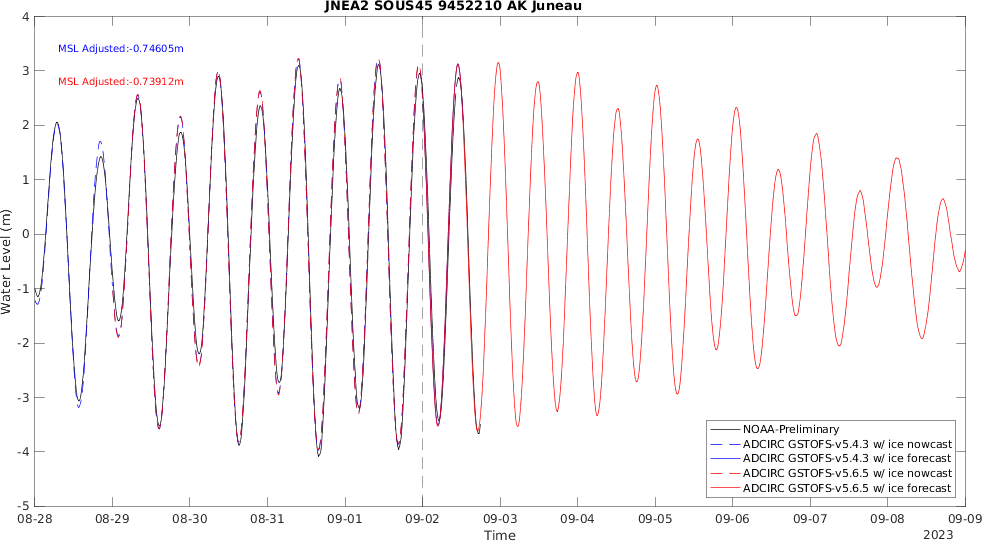 JNEA2 SOUS45 9452210 AK Juneau
MSL Adjusted:-0.74605m
MSL Adjusted:-0.73912m
Water Level (m)
4
3
2
1
0
-1
-2
-3
-4
-5
NOAA-Preliminary
ADCIRC GSTOFS-v5.4.3 w/ ice nowcast
ADCIRC GSTOFS-v5.4.3 w/ ice forecast
ADCIRC GSTOFS-v5.6.5 w/ ice nowcast
ADCIRC GSTOFS-v5.6.5 w/ ice forecast
08-28 08-29 08-30 08-31 09-01 09-02 09-03 09-04 09-05 09-06 09-07 09-08 09-09
Time
2023